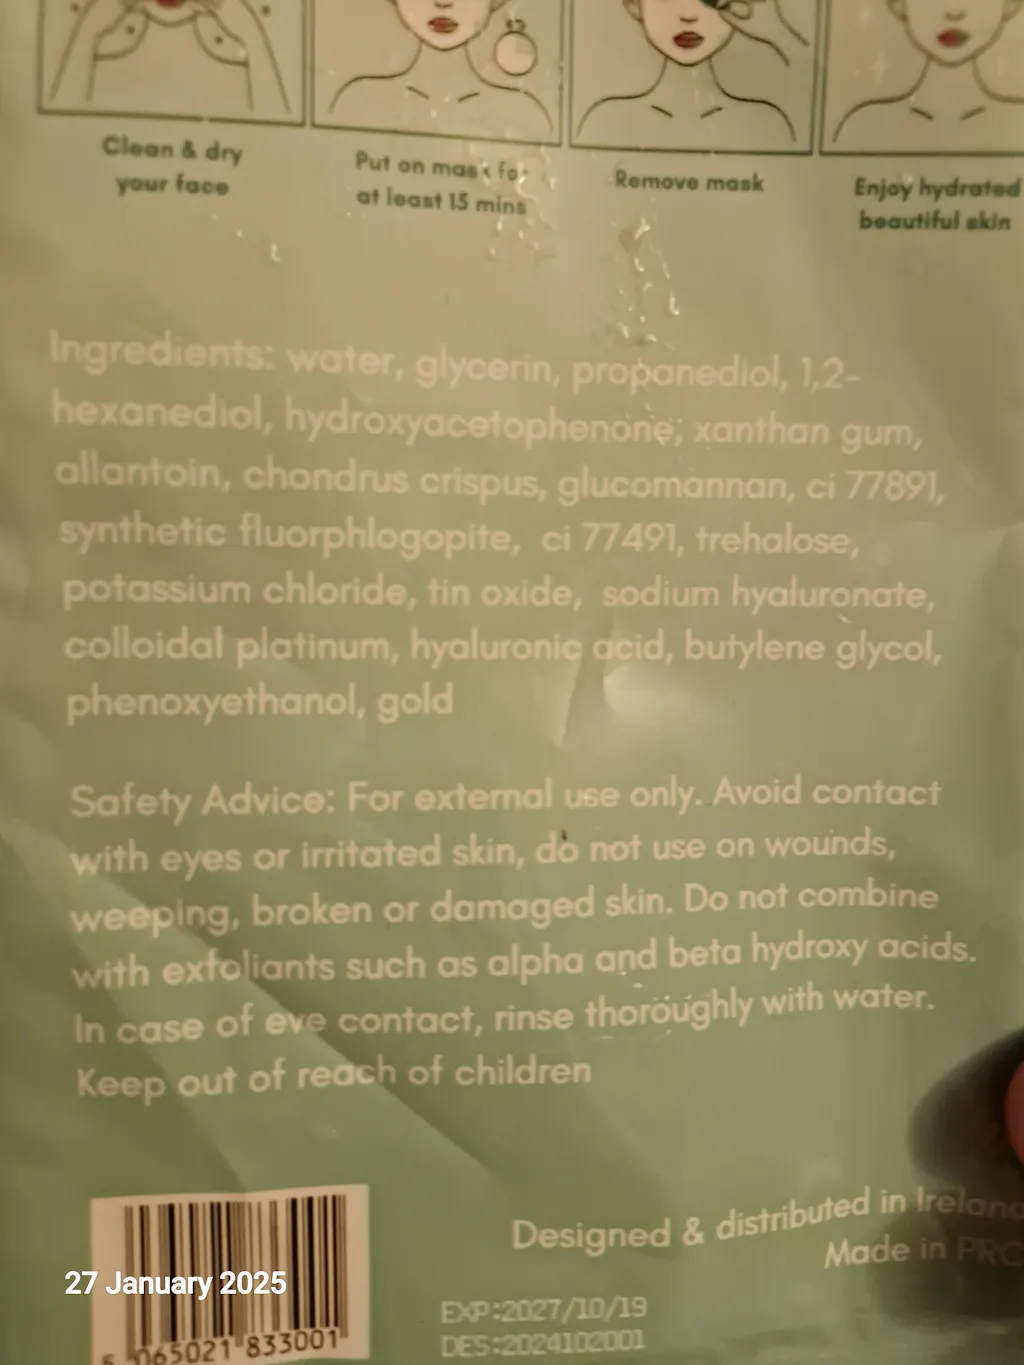 Clean & dry
your face
Put on mask for
at least 15 mins
Remove mask
Enjoy hydrated
beautiful skin
Ingredients: water, glycerin, propanediol, 1,2-
hexanediol, hydroxyacetophenone, xanthan gum,
allantoin, chondrus crispus, glucomannan, ci 77891,
synthetic fluorphlogopite, ci 77491, trehalose,
potassium chloride, tin oxide, sodium hyaluronate,
colloidal platinum, hyaluronic acid, butylene glycol,
phenoxyethanol, gold
Safety Advice: For external use only. Avoid contact
with eyes or irritated skin, do not use on wounds,
weeping, broken or damaged skin. Do not combine
with exfoliants such as alpha and beta hydroxy acids.
In case of eye contact, rinse thoroughly with water.
Keep out of reach of children
Designed & distributed in Ireland
Made in PRC
27 January 2025
065021 833001
EXP:2027/10/19
DES:2024102001